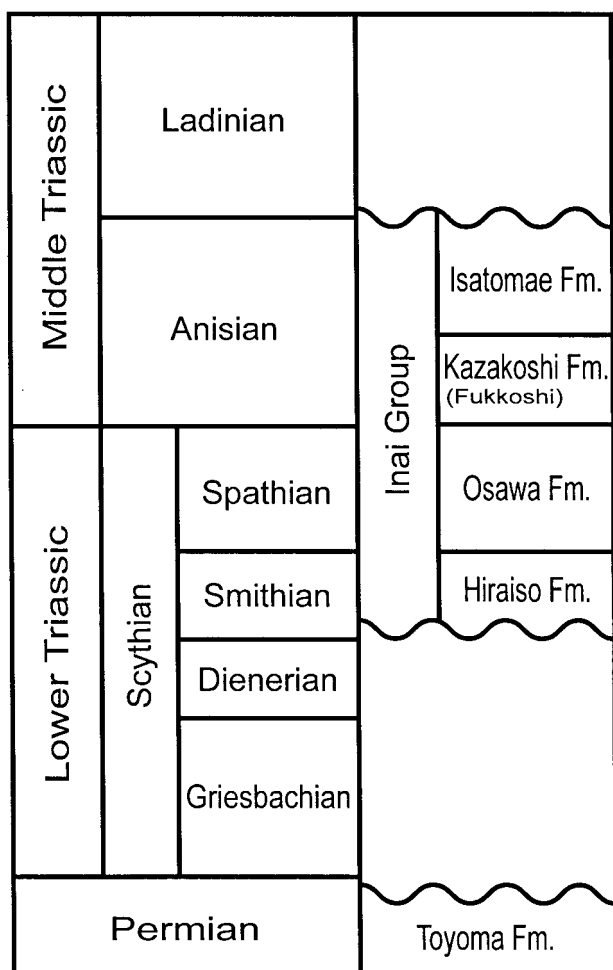 Middle Triassic
Ladinian
Anisian
Lower Triassic
Scythian
Spathian
Smithian
Dienerian
Griesbachian
Permian
Inai Group
Isatomae Fm.
Kazakoshi Fm.
(Fukkoshi)
Osawa Fm.
Hiraiso Fm.
Toyoma Fm.